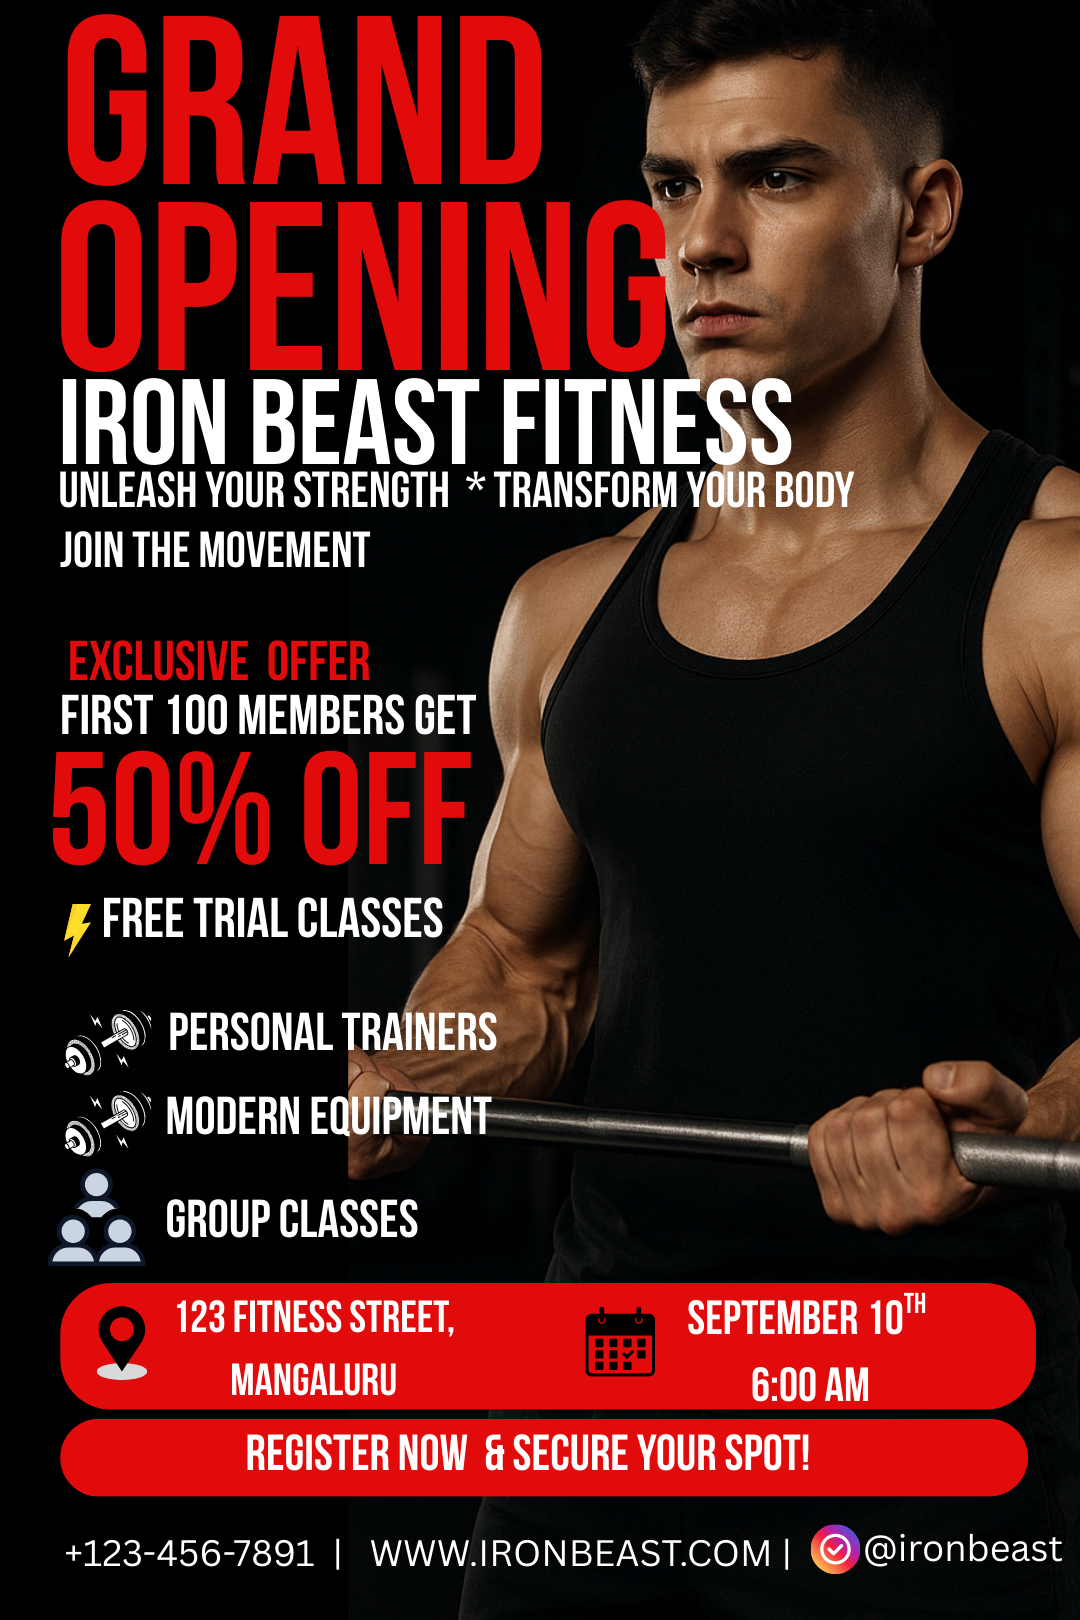 GRAND
OPENING
IRON BEAST FITNESS
UNLEASH YOUR STRENGTH * TRANSFORM YOUR BODY
JOIN THE MOVEMENT
EXCLUSIVE OFFER
FIRST 100 MEMBERS GET
50% OFF
FREE TRIAL CLASSES
PERSONAL TRAINERS
MODERN EQUIPMENT
GROUP CLASSES
123 FITNESS STREET,
MANGALURU
SEPTEMBER 10TH
6:00 AM
REGISTER NOW & SECURE YOUR SPOT!
+123-456-7891 | WWW.IRONBEAST.COM | @ironbeast